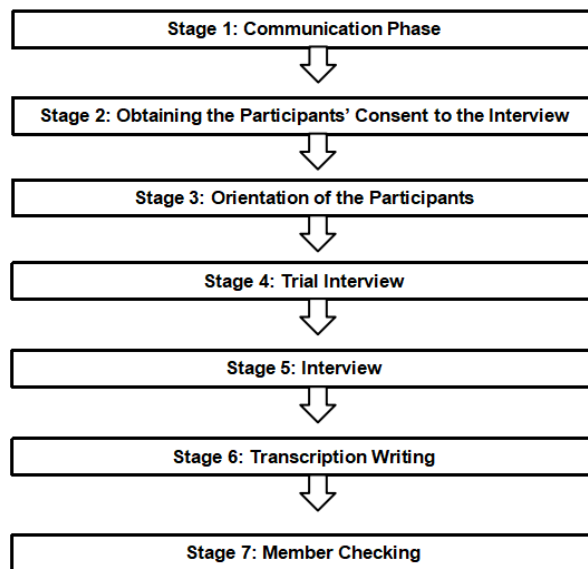 Stage 1: Communication Phase
Stage 2: Obtaining the Participants' Consent to the Interview
Stage 3: Orientation of the Participants
Stage 4: Trial Interview
Stage 5: Interview
Stage 6: Transcription Writing
Stage 7: Member Checking